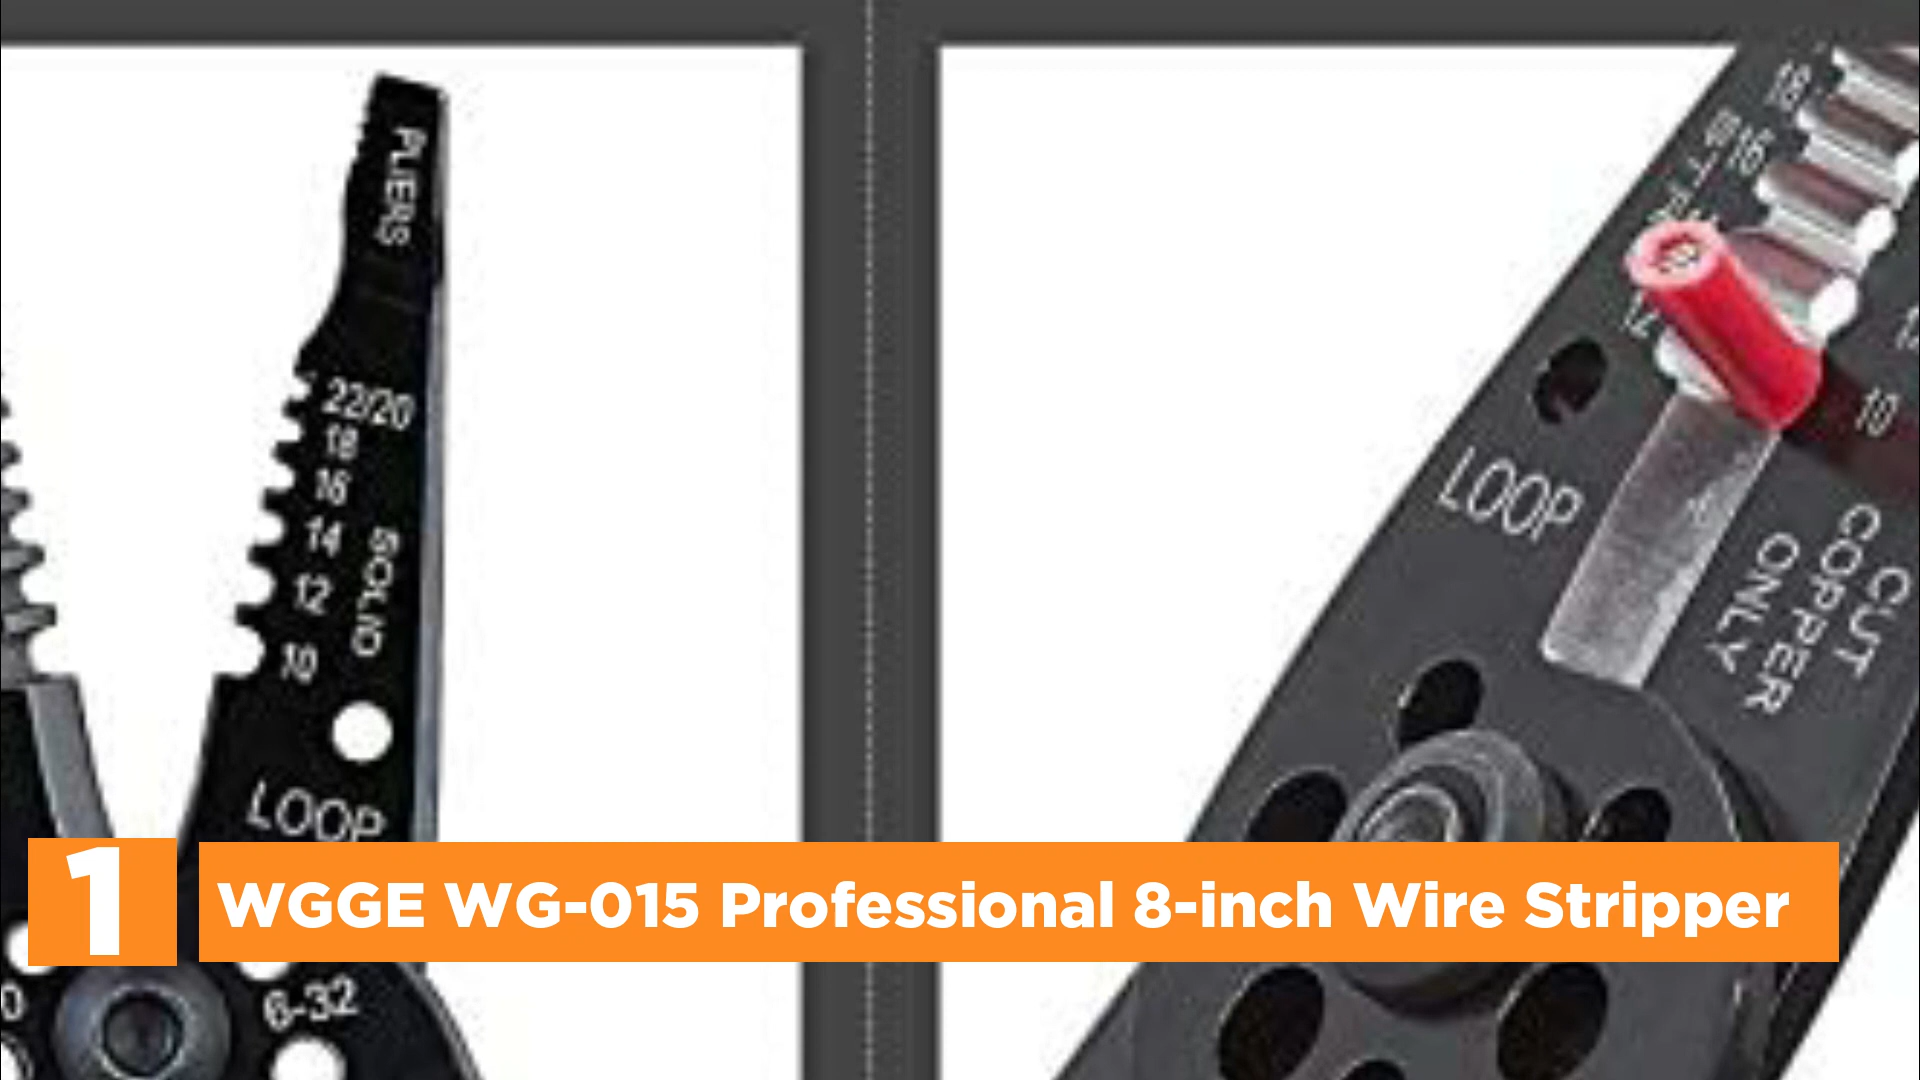 PLIERS
22/20
18
16
14
12
10
SOLID
LOOP
6-32
0
18
16
12
10
LOOP
CUT
COPPER
ONLY
1
WGGE WG-015 Professional 8-inch Wire Stripper